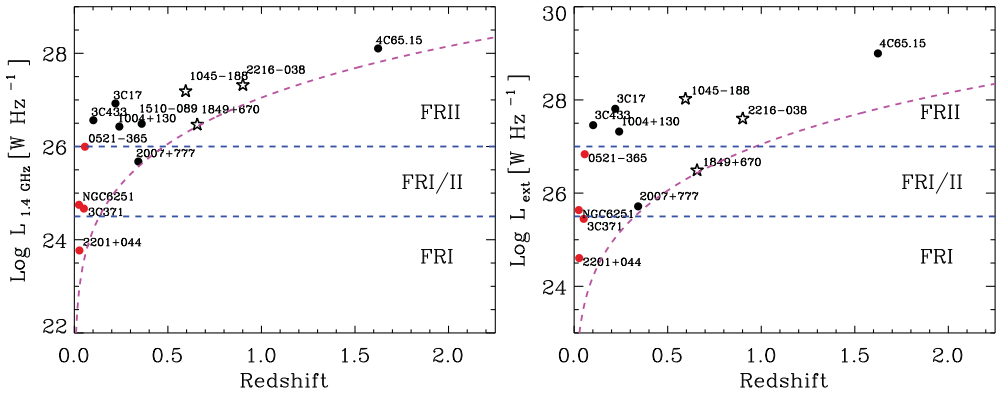 28
26
24
22
0.0
0.5
1.0
1.5
2.0
Redshift
Log L 1.4 GHz [W Hz -1]
4C65.15
1045-188
2216-038
3C17
3C433
1510-089
1849+670
1004+130
0521-365
2007+777
NGC6251
3C371
2201+044
FRII
FRI/II
FRI
30
28
26
24
0.0
0.5
1.0
1.5
2.0
Redshift
Log L ext [W Hz -1]
4C65.15
1045-188
3C17
2216-038
3C433
1004+130
0521-365
1849+670
2007+777
NGC6251
3C371
2201+044
FRII
FRI/II
FRI